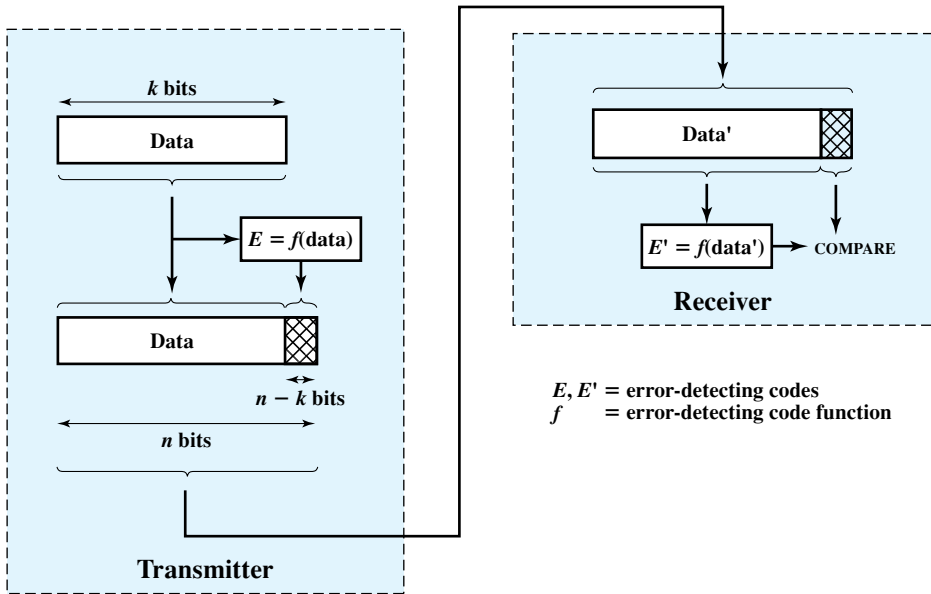 k bits
Data
E = f(data)
Data
n − k bits
n bits
Transmitter
Data'
E' = f(data')
COMPARE
Receiver
E, E' = error-detecting codes
f = error-detecting code function